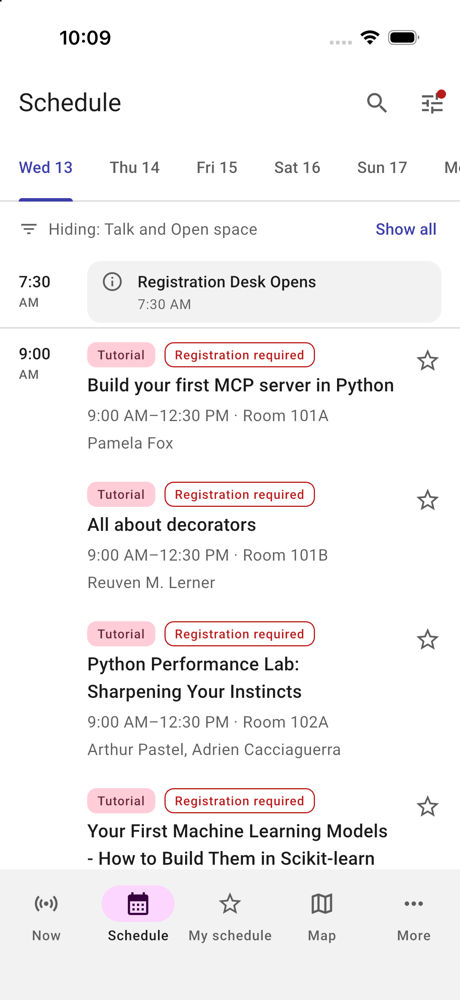 10:09
Schedule
Wed 13 Thu 14 Fri 15 Sat 16 Sun 17
Hiding: Talk and Open space Show all
7:30
AM
Registration Desk Opens
7:30 AM
9:00
AM
Tutorial Registration required
Build your first MCP server in Python
9:00 AM–12:30 PM · Room 101A
Pamela Fox
Tutorial Registration required
All about decorators
9:00 AM–12:30 PM · Room 101B
Reuven M. Lerner
Tutorial Registration required
Python Performance Lab:
Sharpening Your Instincts
9:00 AM–12:30 PM · Room 102A
Arthur Pastel, Adrien Cacciaguerra
Tutorial Registration required
Your First Machine Learning Models
- How to Build Them in Scikit-learn
Now Schedule My schedule Map More